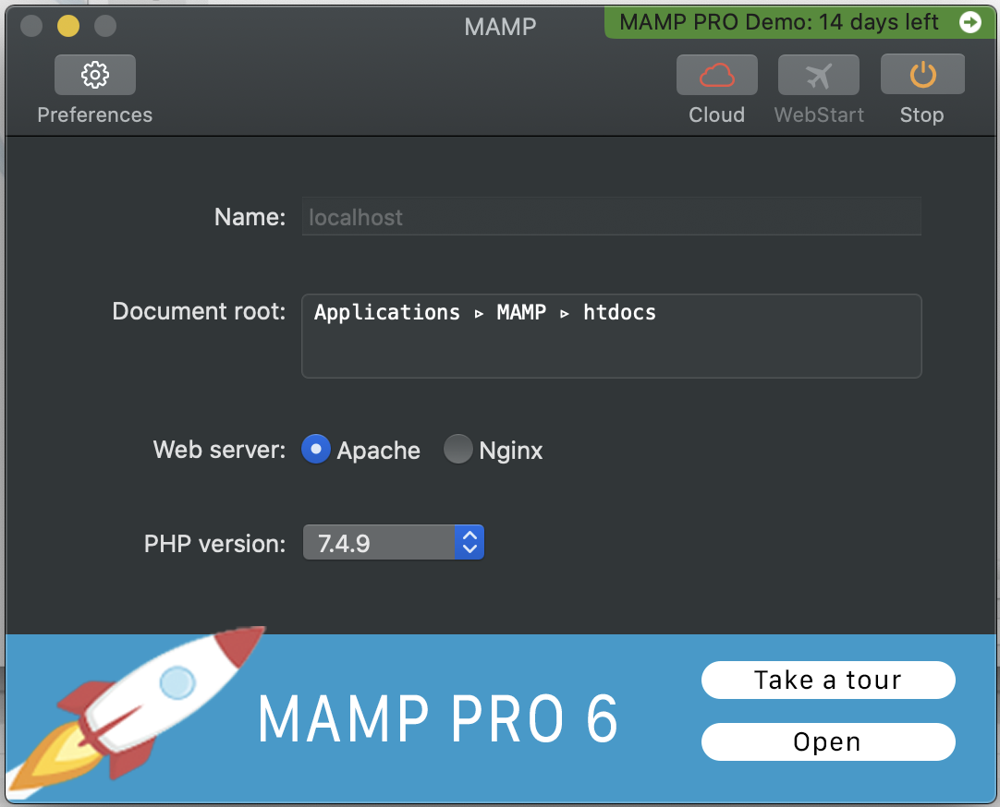 MAMP
MAMP PRO Demo: 14 days left
Preferences
Cloud
WebStart
Stop
Name: localhost
Document root: Applications ▹ MAMP ▹ htdocs
Web server: Apache Nginx
PHP version: 7.4.9
MAMP PRO 6
Take a tour
Open